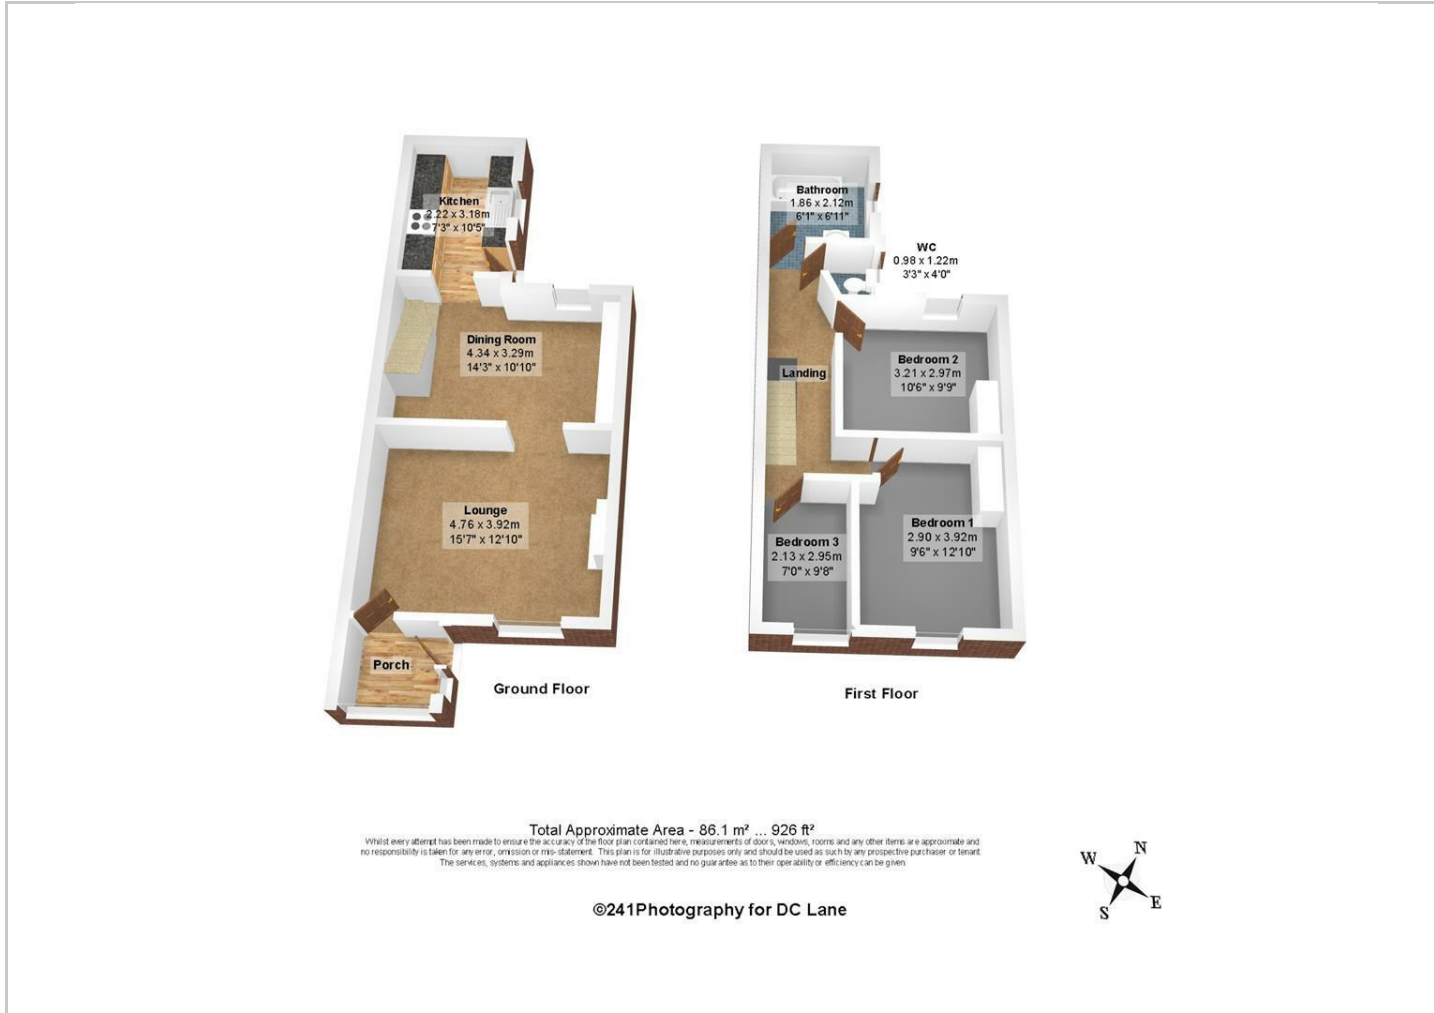 Kitchen
2.22 x 3.18m
7'3" x 10'5"
Dining Room
4.34 x 3.29m
14'3" x 10'10"
Lounge
4.76 x 3.92m
15'7" x 12'10"
Porch
Ground Floor
Bathroom
1.86 x 2.12m
6'1" x 6'11"
WC
0.98 x 1.22m
3'3" x 4'0"
Landing
Bedroom 2
3.21 x 2.97m
10'6" x 9'9"
Bedroom 1
2.90 x 3.92m
9'6" x 12'10"
Bedroom 3
2.13 x 2.95m
7'0" x 9'8"
First Floor
Total Approximate Area - 86.1 m² ... 926 ft²
Whilst every attempt has been made to ensure the accuracy of the floor plan contained here, measurements of doors, windows, rooms and any other items are approximate and
no responsibility is taken for any error, omission or mis-statement. This plan is for illustrative purposes only and should be used as such by any prospective purchaser or tenant
The services, systems and appliances shown have not been tested and no guarantee as to their operability or efficiency can be given
©241Photography for DC Lane
N
W
E
S